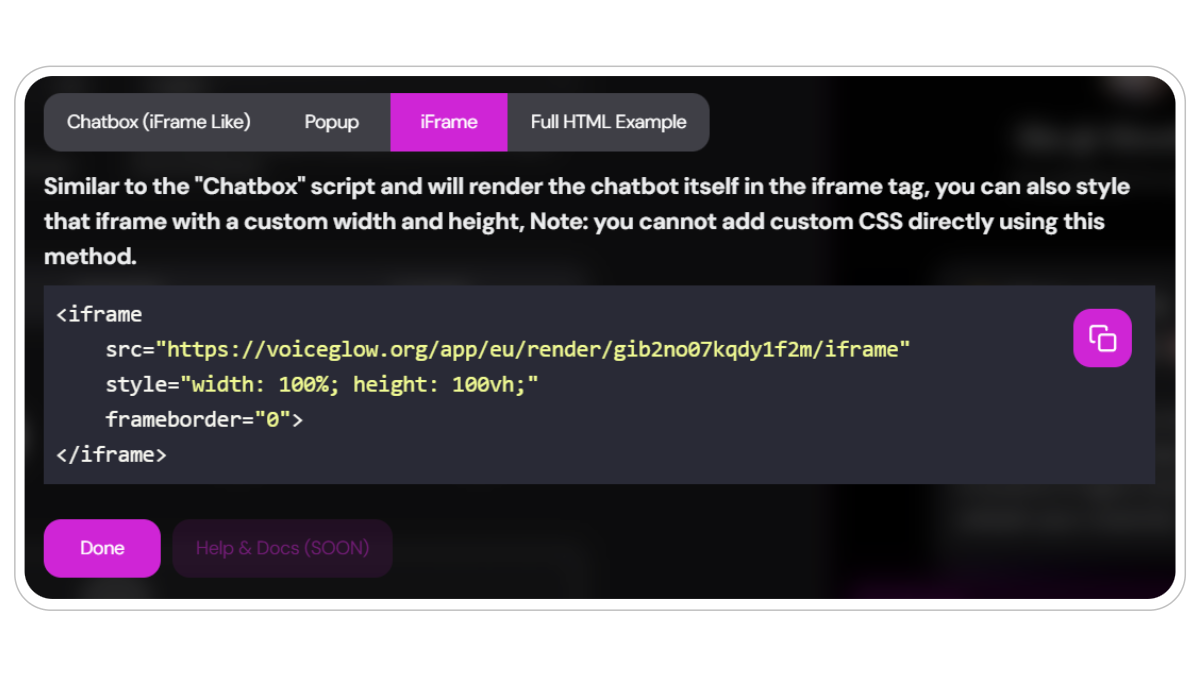 Chatbox (iFrame Like) Popup iFrame Full HTML Example
Similar to the "Chatbox" script and will render the chatbot itself in the iframe tag, you can also style
that iframe with a custom width and height, Note: you cannot add custom CSS directly using this
method.
<iframe
    src="https://voiceglow.org/app/eu/render/gib2no07kqdy1f2m/iframe"
    style="width: 100%; height: 100vh;"
    frameborder="0">
</iframe>
Done Help & Docs (SOON)